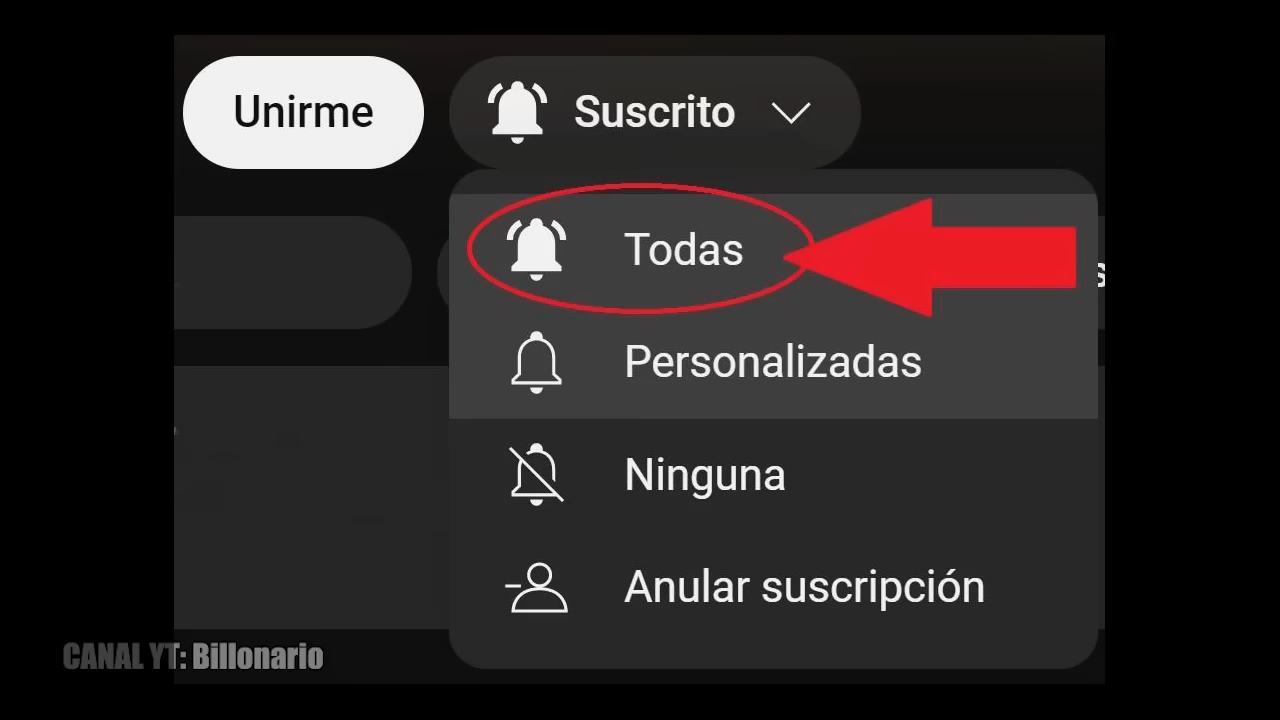 Unirme
Suscrito
Todas
s
Personalizadas
Ninguna
Anular suscripción
CANAL YT: Billonario